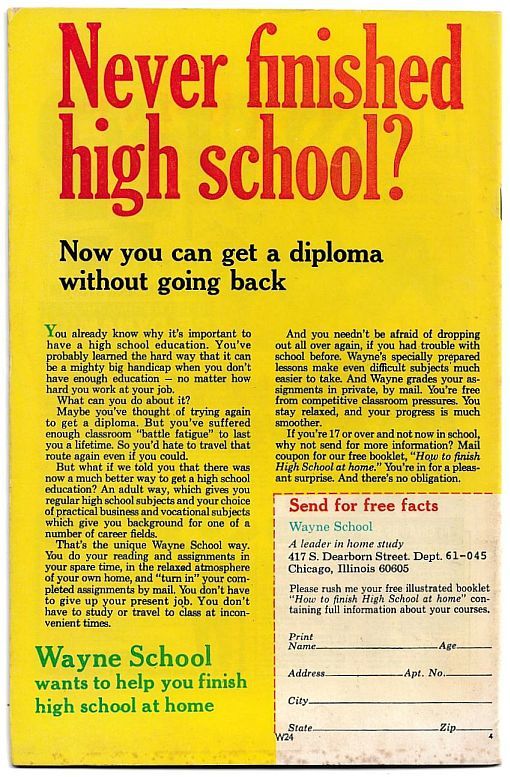 Never finished
high school?
Now you can get a diploma
without going back
You already know why it's important to
have a high school education. You've
probably learned the hard way that it can
be a mighty big handicap when you don't
have enough education – no matter how
hard you work at your job.
What can you do about it?
Maybe you've thought of trying again
to get a diploma. But you've suffered
enough classroom "battle fatigue" to last
you a lifetime. So you'd hate to travel that
route again even if you could.
But what if we told you that there was
now a much better way to get a high school
education? An adult way, which gives you
regular high school subjects and your choice
of practical business and vocational subjects
which give you background for one of a
number of career fields.
That's the unique Wayne School way.
You do your reading and assignments in
your spare time, in the relaxed atmosphere
of your own home, and "turn in" your com-
pleted assignments by mail. You don't have
to give up your present job. You don't
have to study or travel to class at incon-
venient times.
Wayne School
wants to help you finish
high school at home
And you needn't be afraid of dropping
out all over again, if you had trouble with
school before. Wayne's specially prepared
lessons make even difficult subjects much
easier to take. And Wayne grades your as-
signments in private, by mail. You're free
from competitive classroom pressures. You
stay relaxed, and your progress is much
smoother.
If you're 17 or over and not now in school,
why not send for more information? Mail
coupon for our free booklet, "How to finish
High School at home." You're in for a pleas-
ant surprise. And there's no obligation.
Send for free facts
Wayne School
A leader in home study
417 S. Dearborn Street. Dept. 61-045
Chicago, Illinois 60605
Please rush me your free illustrated booklet
"How to finish High School at home" con-
taining full information about your courses.
Print
Name Age
Address Apt. No.
City
State Zip
W24 4